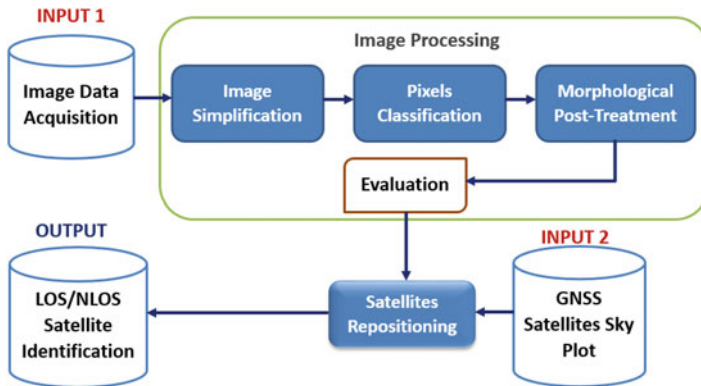 INPUT 1
Image Data
Acquisition
Image Processing
Image
Simplification
Pixels
Classification
Morphological
Post-Treatment
Evaluation
OUTPUT
LOS/NLOS
Satellite
Identification
Satellites
Repositioning
INPUT 2
GNSS
Satellites Sky
Plot